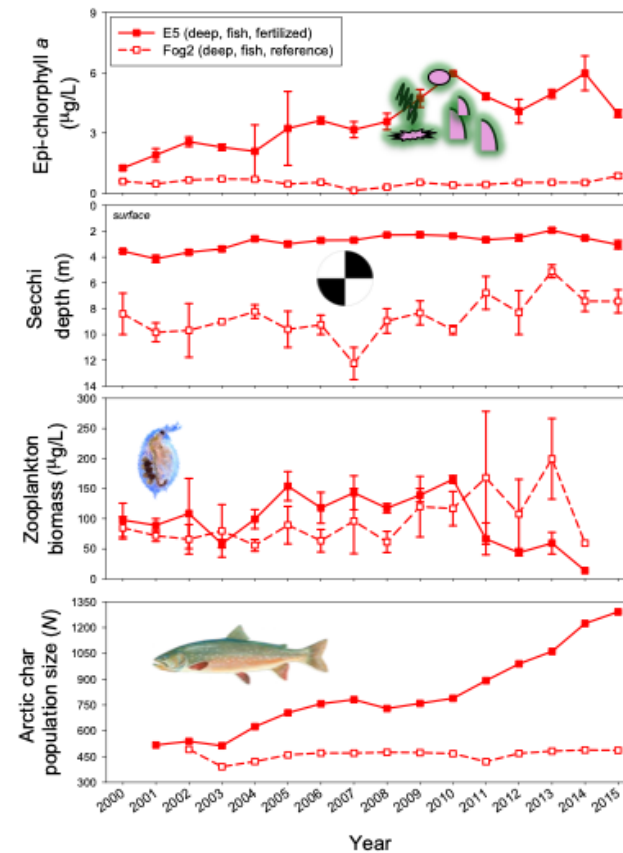 E5 (deep, fish, fertilized)
Fog2 (deep, fish, reference)
Epi-chlorophyll a
(µg/L)
9
6
3
0
surface
Secchi
depth (m)
0
2
4
6
8
10
12
14
Zooplankton
biomass (µg/L)
300
250
200
150
100
50
0
Arctic char
population size (N)
1350
1200
1050
900
750
600
450
300
2000 2001 2002 2003 2004 2005 2006 2007 2008 2009 2010 2011 2012 2013 2014 2015
Year